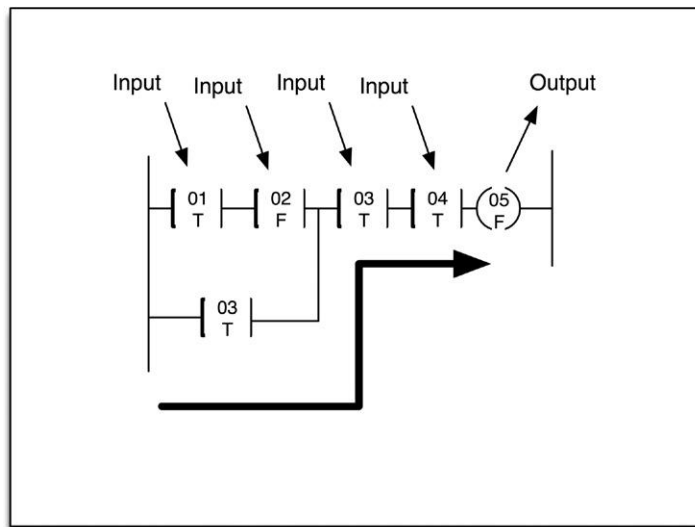 Input Input Input Input Output
01 02 03 04 05
T F T T F
03
T